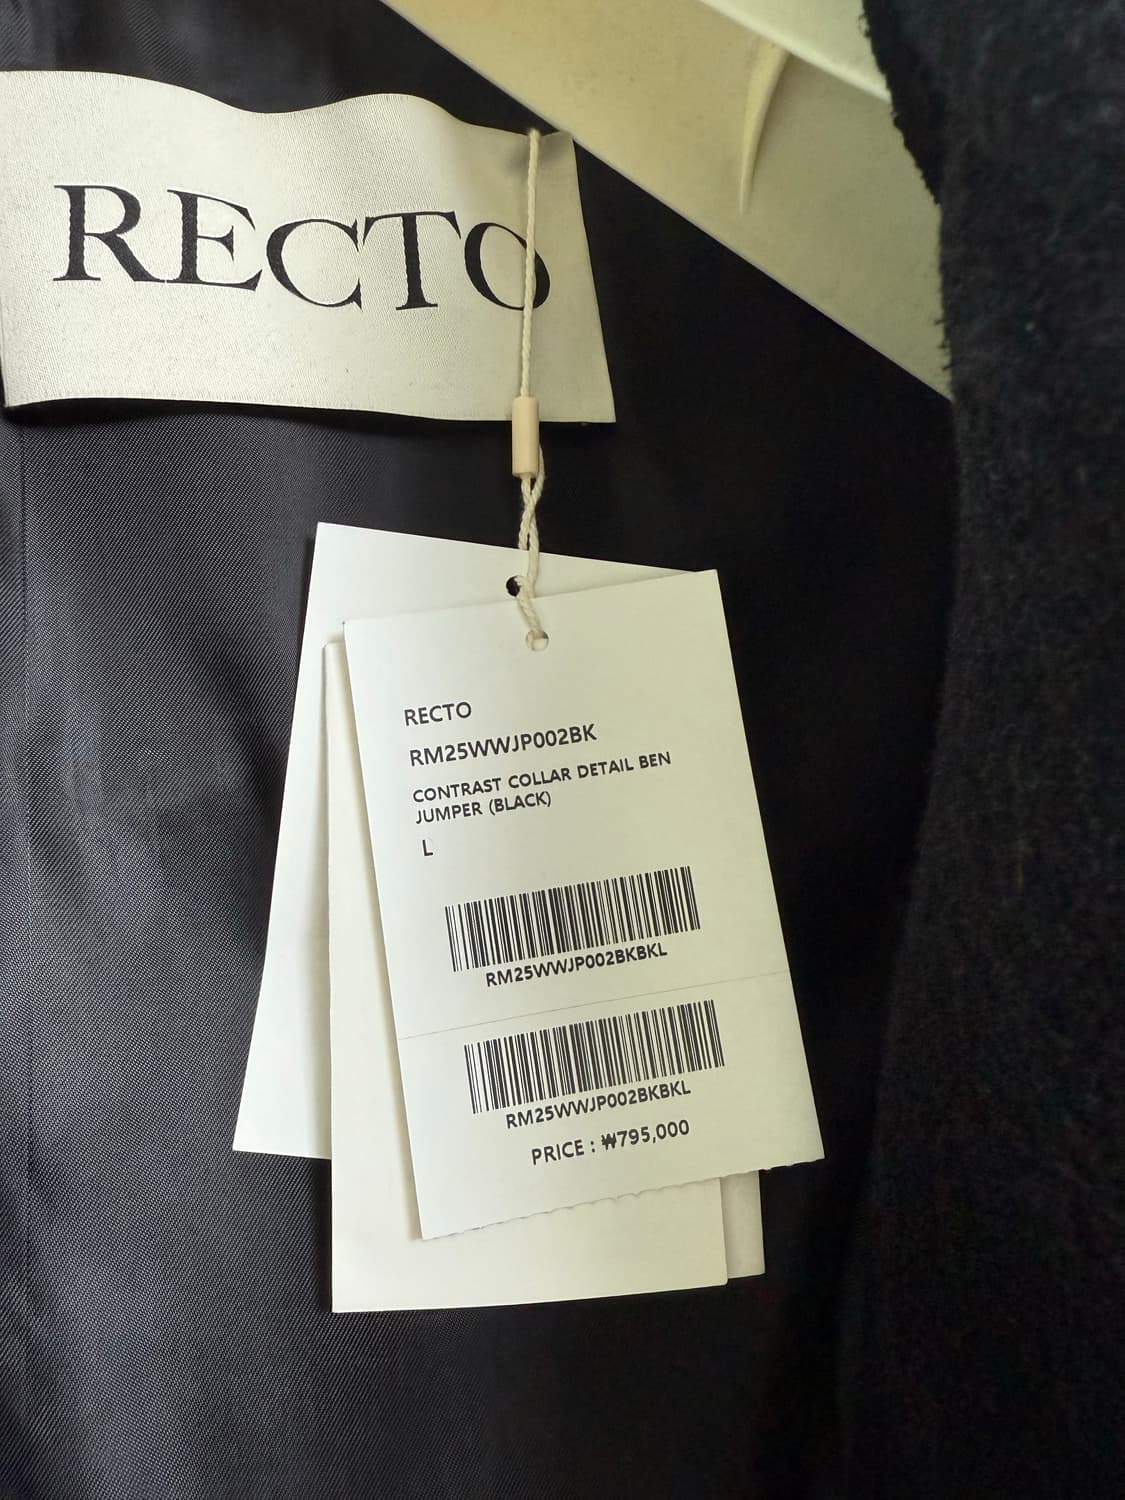 RECTO
RECTO
RM25WWJP002BK
CONTRAST COLLAR DETAIL BEN
JUMPER (BLACK)
L
RM25WWJP002BKBKL
RM25WWJP002BKBKL
PRICE : ₩795,000